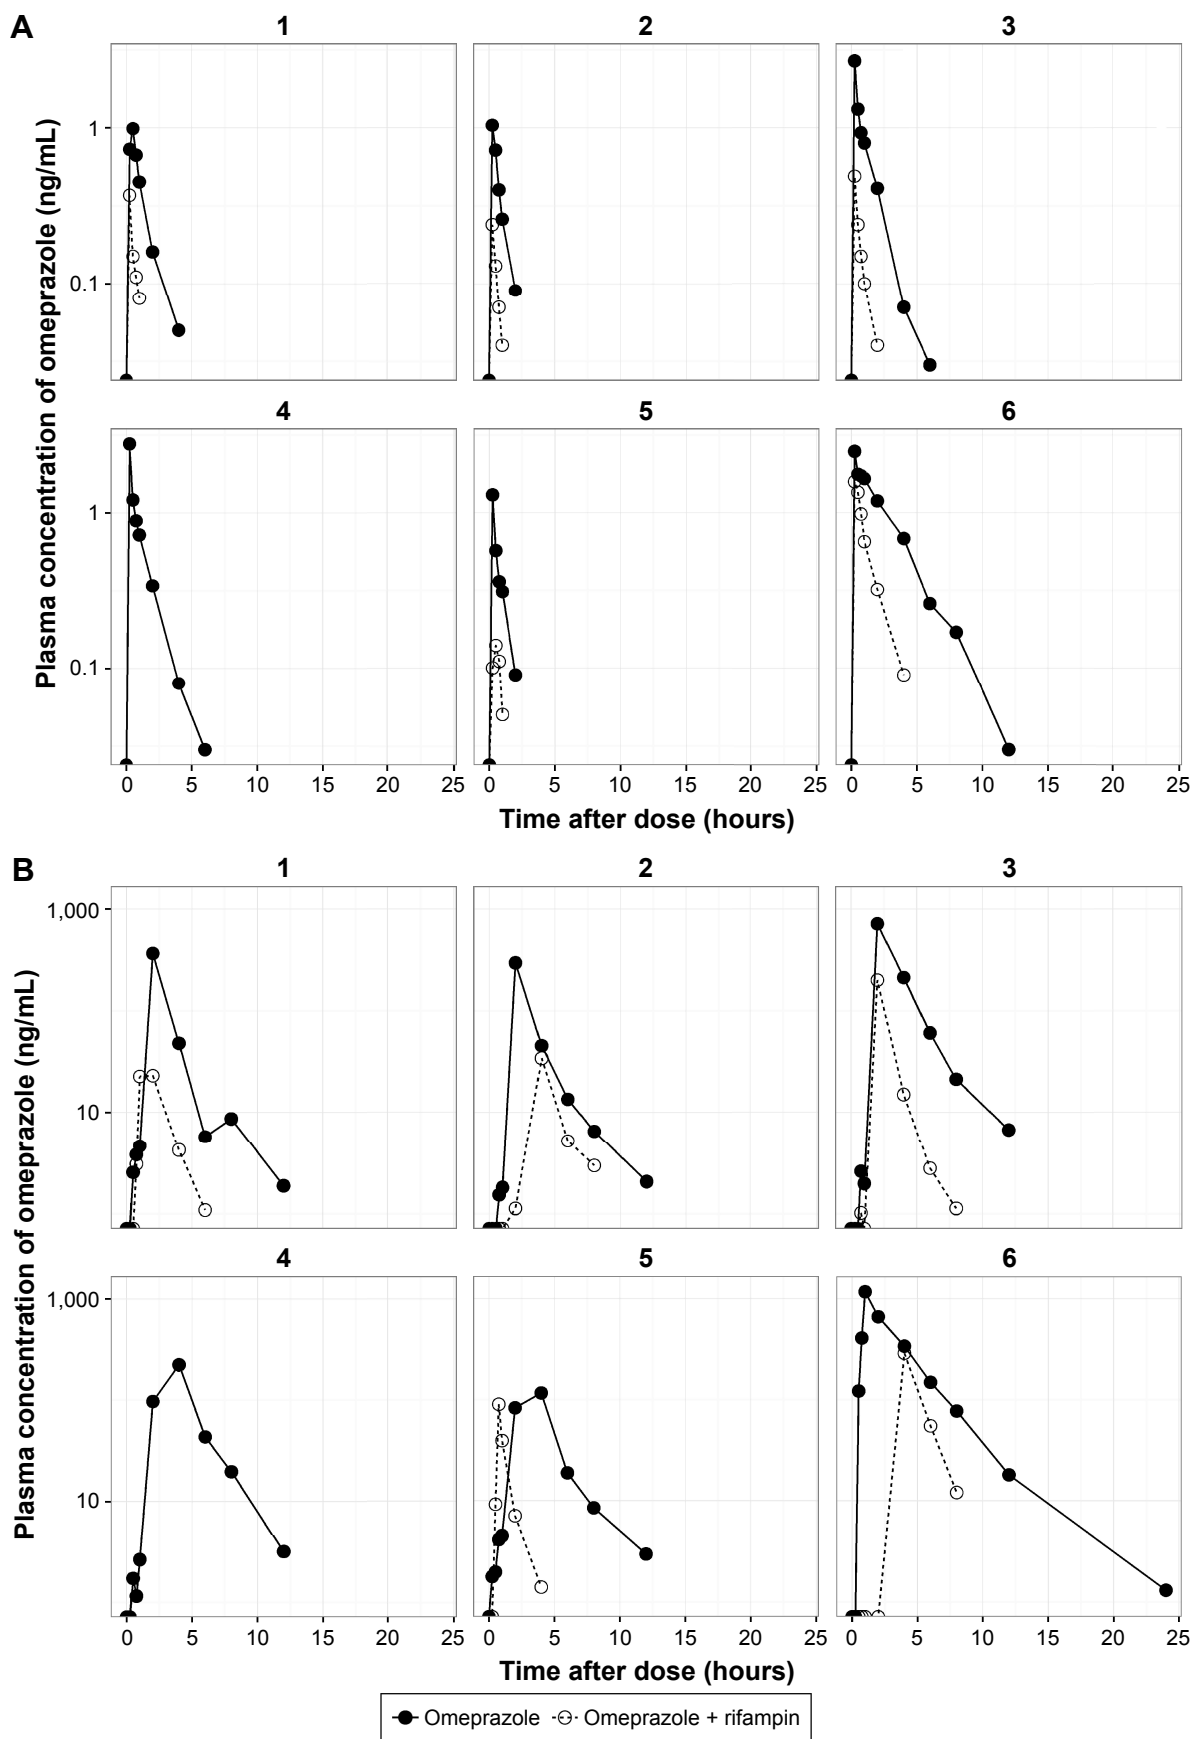 A
1 2 3
Plasma concentration of omeprazole (ng/mL)
1
0.1
4 5 6
1
0.1
0 5 10 15 20 25 0 5 10 15 20 25 0 5 10 15 20 25
Time after dose (hours)
B
1 2 3
Plasma concentration of omeprazole (ng/mL)
1,000
10
4 5 6
1,000
10
0 5 10 15 20 25 0 5 10 15 20 25 0 5 10 15 20 25
Time after dose (hours)
Omeprazole Omeprazole + rifampin